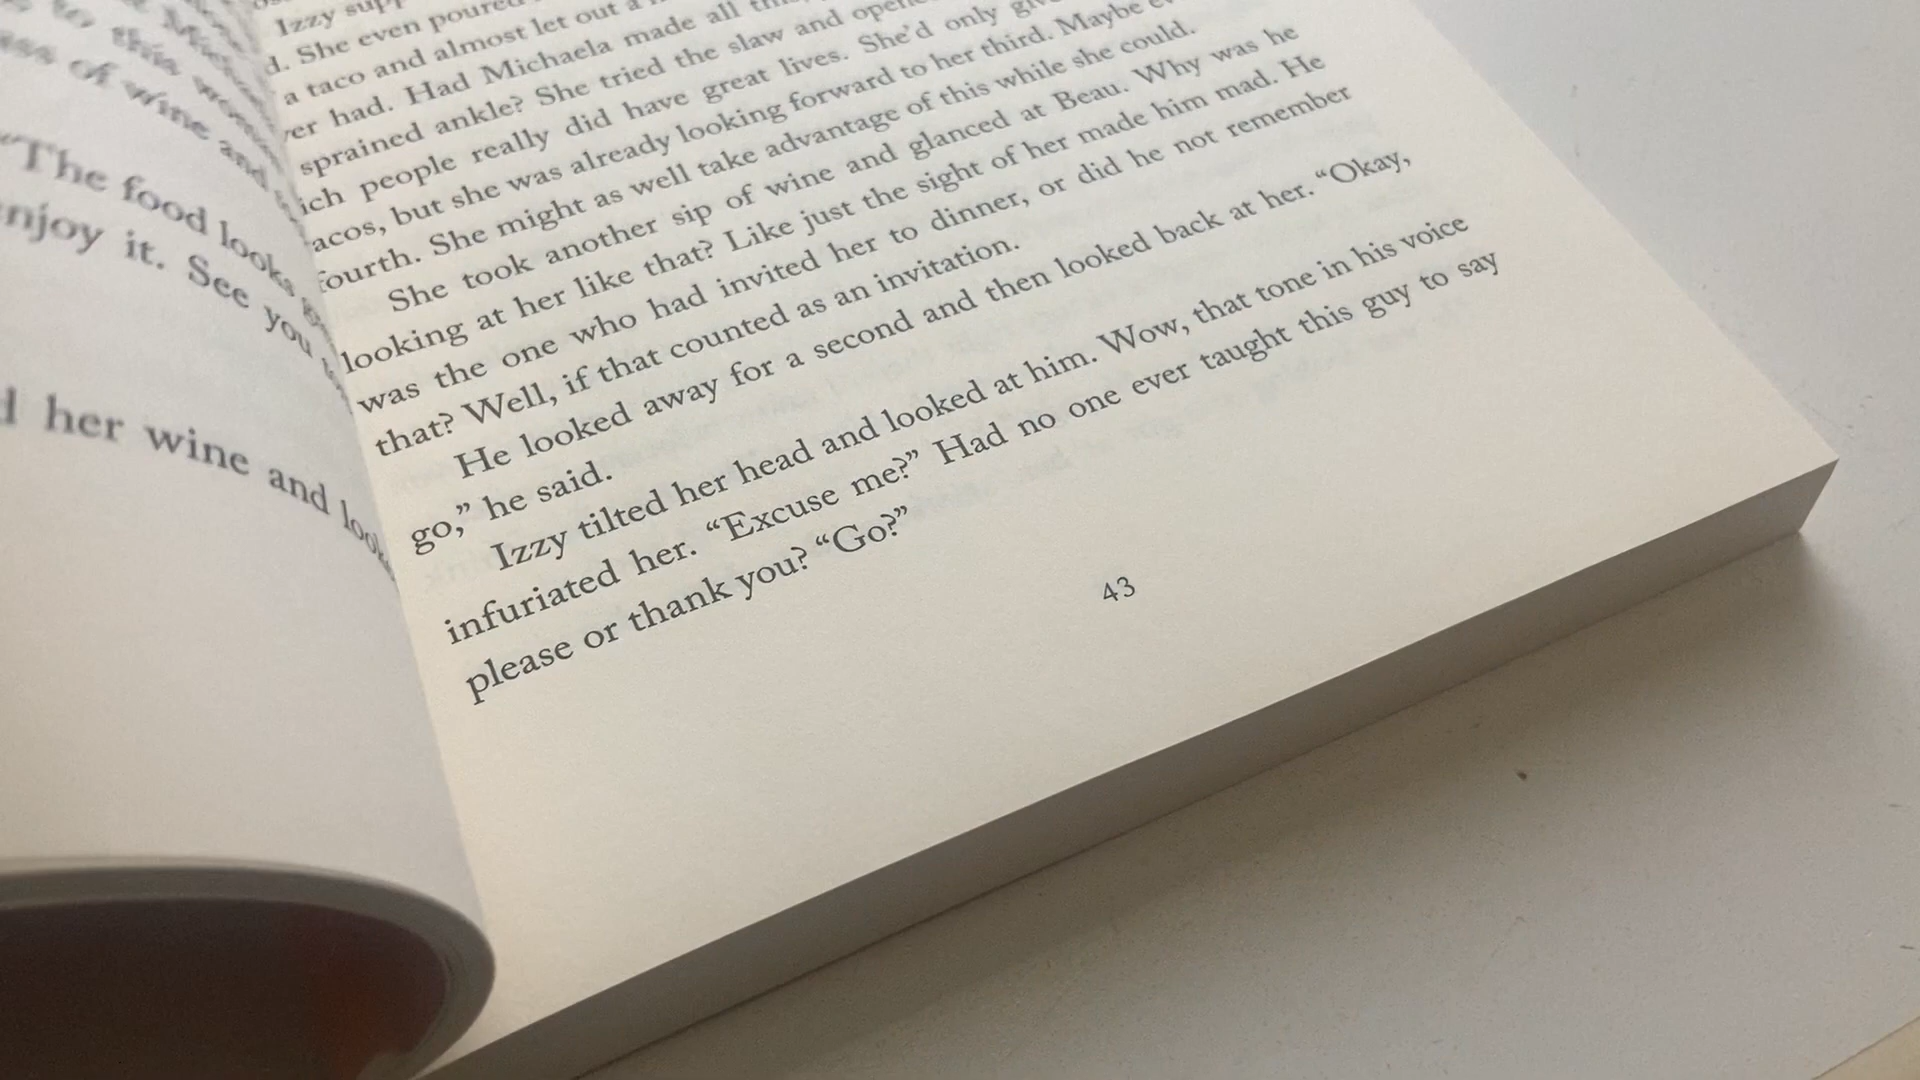 "The food looks
enjoy it. See you
her wine and look
Izzy
d. She even poured
a taco and almost let out a
had. Had Michaela made all
sprained ankle? She tried the slaw and
ich people really did have great lives. She'd only
acos, but she was already looking forward to her third. Maybe
fourth. She might as well take advantage of this while she could.
She took another sip of wine and glanced at Beau. Why was he
looking at her like that? Like just the sight of her made him mad. He
was the one who had invited her to dinner, or did he not remember
that? Well, if that counted as an invitation.
He looked away for a second and then looked back at her. "Okay,
go," he said.
Izzy tilted her head and looked at him. Wow, that tone in his voice
infuriated her. "Excuse me?" Had no one ever taught this guy to say
please or thank you? "Go?"
43